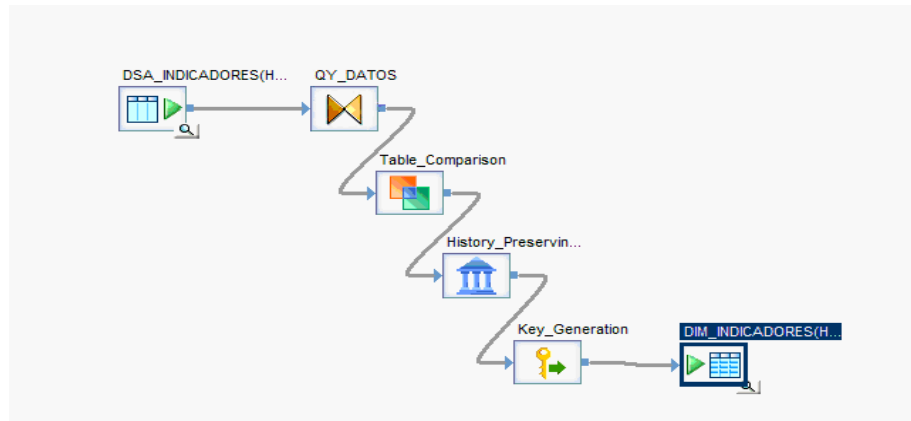 DSA_INDICADORES(H...
QY_DATOS
Table_Comparison
History_Preservin...
Key_Generation
DIM_INDICADORES(H...